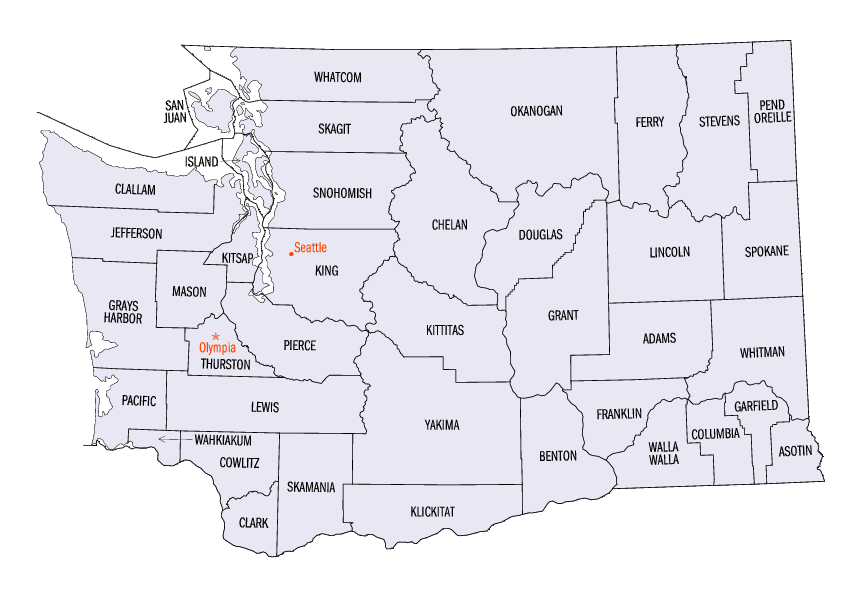 WHATCOM
OKANOGAN
SAN
JUAN
PEND
OREILLE
FERRY
STEVENS
SKAGIT
ISLAND
CLALLAM
SNOHOMISH
CHELAN
JEFFERSON
DOUGLAS
Seattle
LINCOLN
SPOKANE
KITSAP
KING
MASON
GRAYS
HARBOR
GRANT
KITTITAS
Olympia
THURSTON
PIERCE
ADAMS
WHITMAN
PACIFIC
LEWIS
YAKIMA
FRANKLIN
GARFIELD
COLUMBIA
WAHKIAKUM
WALLA
WALLA
ASOTIN
BENTON
COWLITZ
SKAMANIA
KLICKITAT
CLARK